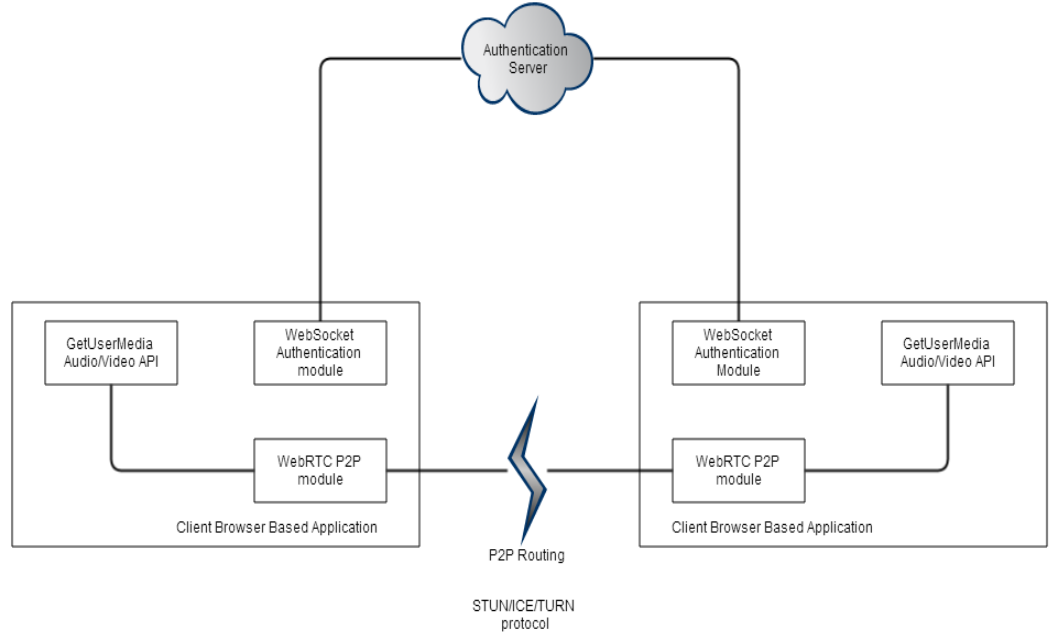 Authentication
Server
GetUserMedia
Audio/Video API
WebSocket
Authentication
module
WebRTC P2P
module
Client Browser Based Application
WebSocket
Authentication
Module
GetUserMedia
Audio/Video API
WebRTC P2P
module
Client Browser Based Application
P2P Routing
STUN/ICE/TURN
protocol